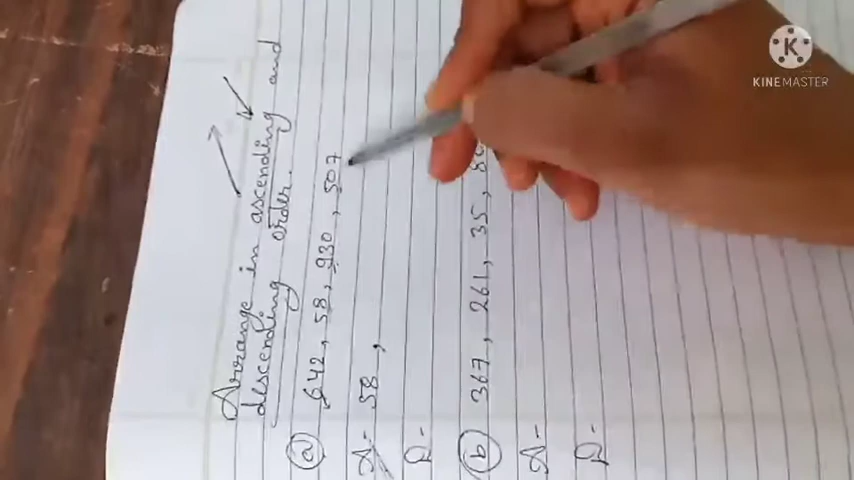 Arrange in ascending and
descending order.
(a) 642, 58, 930, 507
A- 58,
D-
(b) 367, 261, 35, 
A-
D-
KINEMASTER